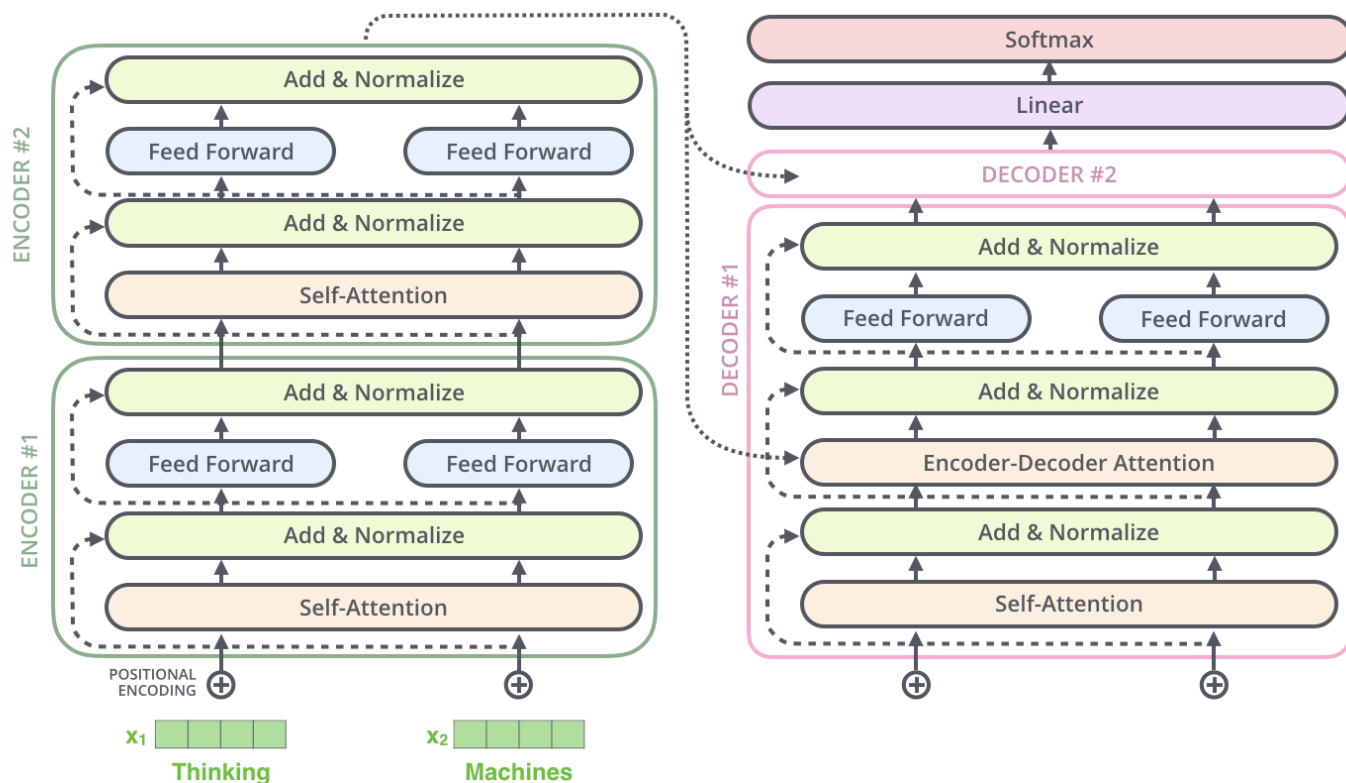 ENCODER #2
Add & Normalize
Feed Forward
Feed Forward
Add & Normalize
Self-Attention
ENCODER #1
Add & Normalize
Feed Forward
Feed Forward
Add & Normalize
Self-Attention
POSITIONAL
ENCODING
x₁
x₂
Thinking
Machines
Softmax
Linear
DECODER #2
DECODER #1
Add & Normalize
Feed Forward
Feed Forward
Add & Normalize
Encoder-Decoder Attention
Add & Normalize
Self-Attention